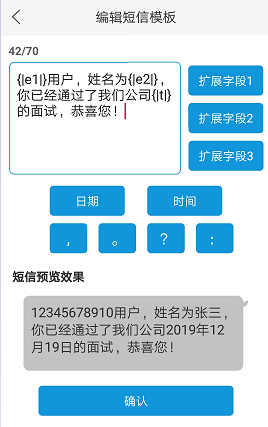 编辑短信模板
42/70
{|e1|}用户，姓名为{|e2|}，
你已经通过了我们公司{|t|}
的面试，恭喜您！
扩展字段1
扩展字段2
扩展字段3
日期
时间
，
。
？
：
短信预览效果
12345678910用户，姓名为张三，
你已经通过了我们公司2019年12
月19日的面试，恭喜您！
确认